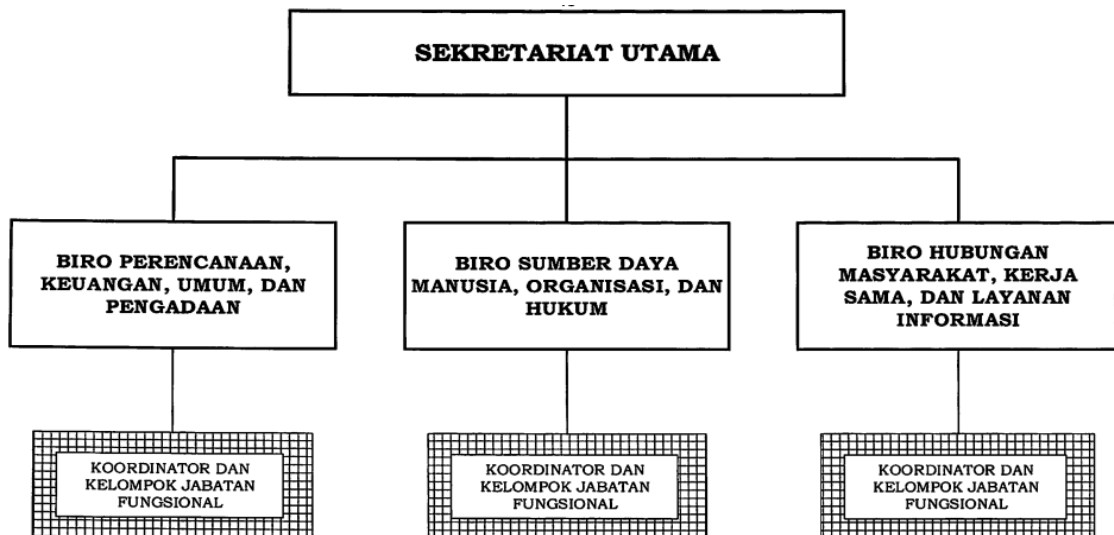 SEKRETARIAT UTAMA
BIRO PERENCANAAN,
KEUANGAN, UMUM, DAN
PENGADAAN
BIRO SUMBER DAYA
MANUSIA, ORGANISASI, DAN
HUKUM
BIRO HUBUNGAN
MASYARAKAT, KERJA
SAMA, DAN LAYANAN
INFORMASI
KOORDINATOR DAN
KELOMPOK JABATAN
FUNGSIONAL
KOORDINATOR DAN
KELOMPOK JABATAN
FUNGSIONAL
KOORDINATOR DAN
KELOMPOK JABATAN
FUNGSIONAL